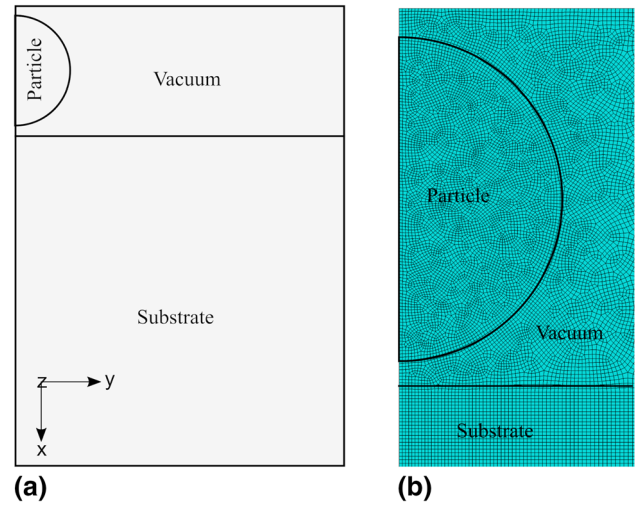 Particle
Vacuum
Substrate
z
y
x
(a)
Particle
Vacuum
Substrate
(b)